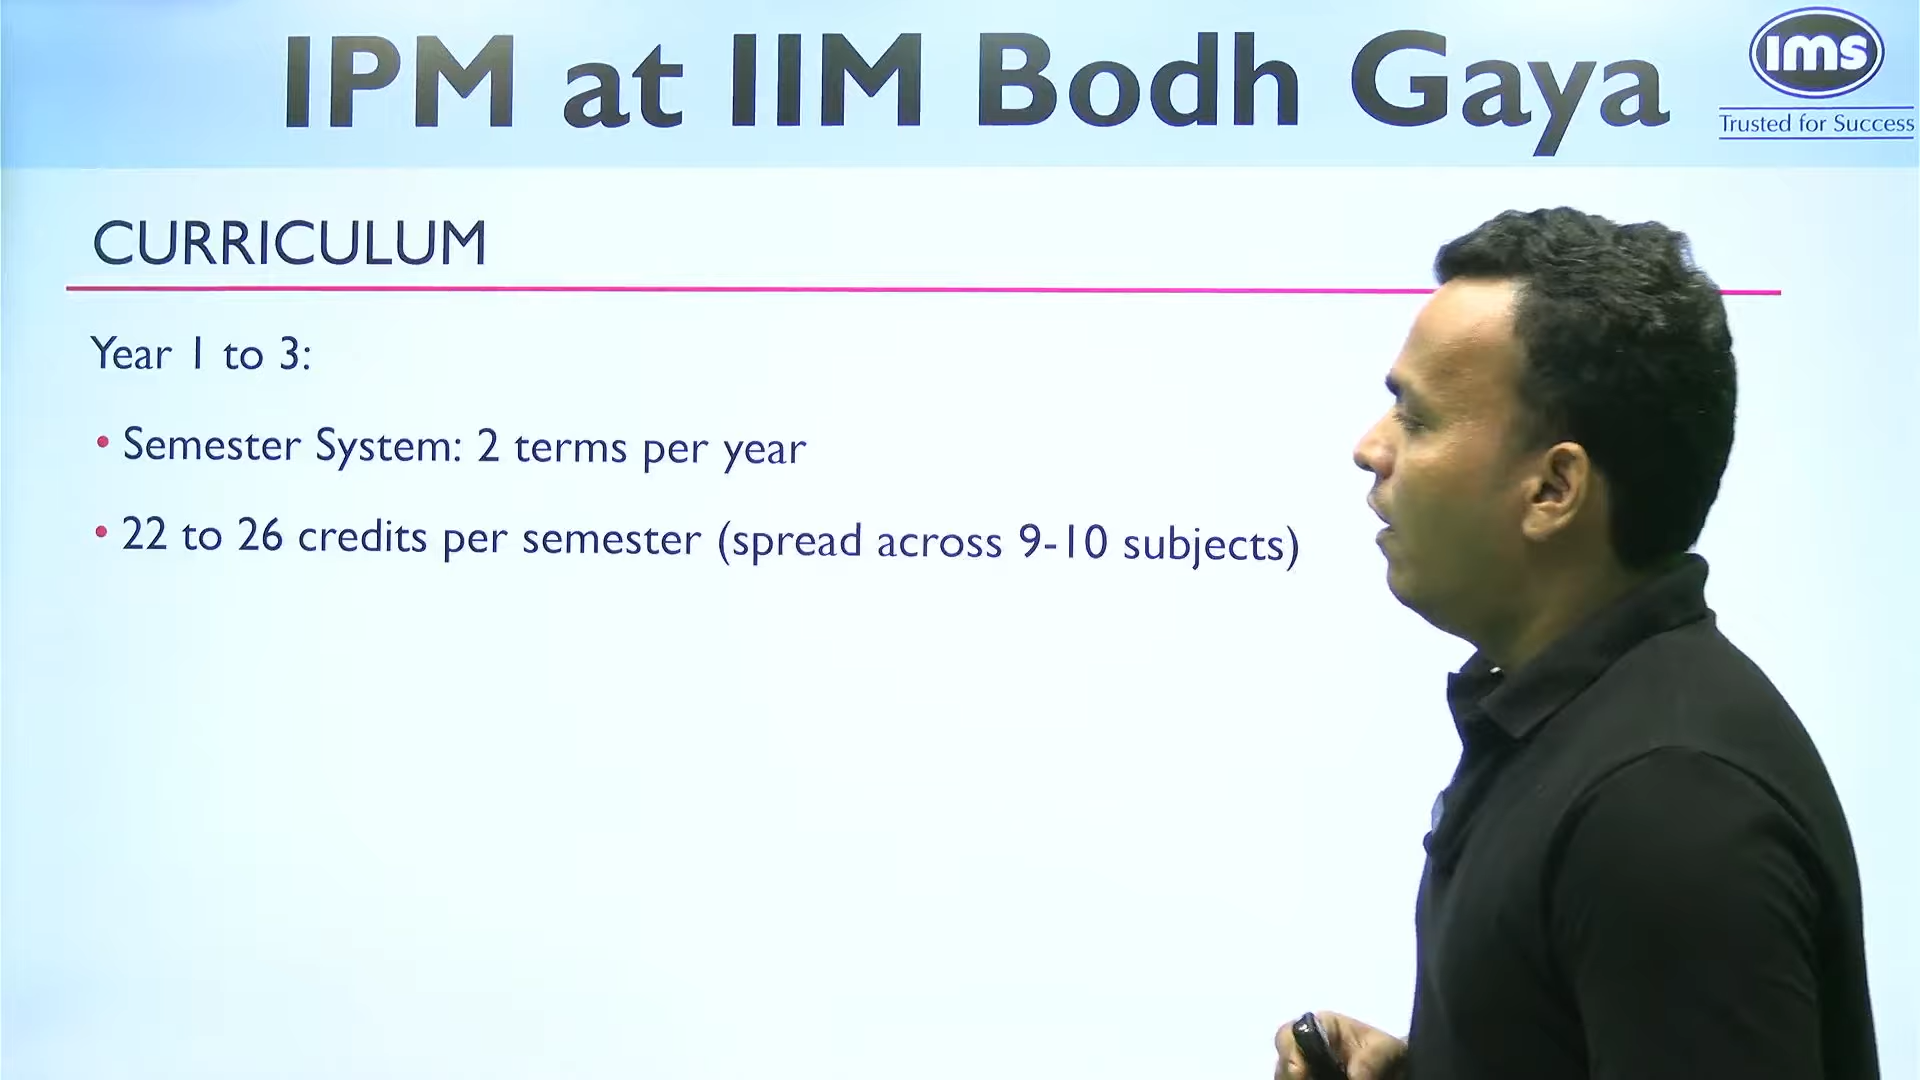 IPM at IIM Bodh Gaya
ims
Trusted for Success
CURRICULUM
Year 1 to 3:
• Semester System: 2 terms per year
• 22 to 26 credits per semester (spread across 9-10 subjects)